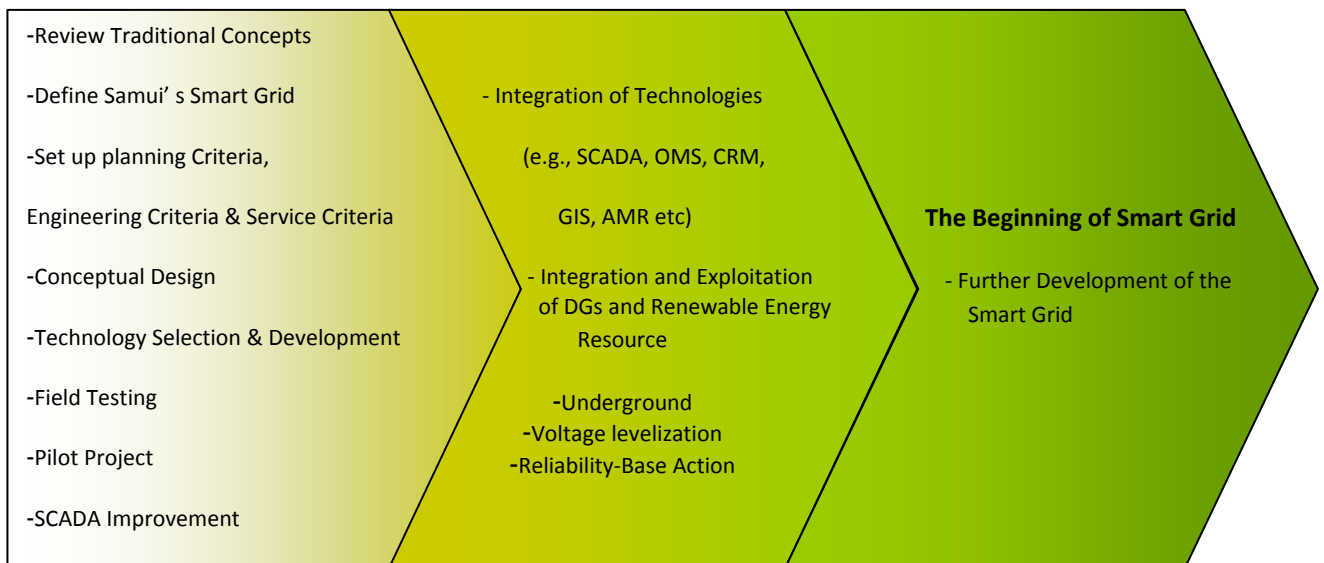 -Review Traditional Concepts
-Define Samui’ s Smart Grid
-Set up planning Criteria,
Engineering Criteria & Service Criteria
-Conceptual Design
-Technology Selection & Development
-Field Testing
-Pilot Project
-SCADA Improvement
- Integration of Technologies
(e.g., SCADA, OMS, CRM,
GIS, AMR etc)
- Integration and Exploitation
of DGs and Renewable Energy
Resource
-Underground
-Voltage levelization
-Reliability-Base Action
The Beginning of Smart Grid
- Further Development of the
Smart Grid